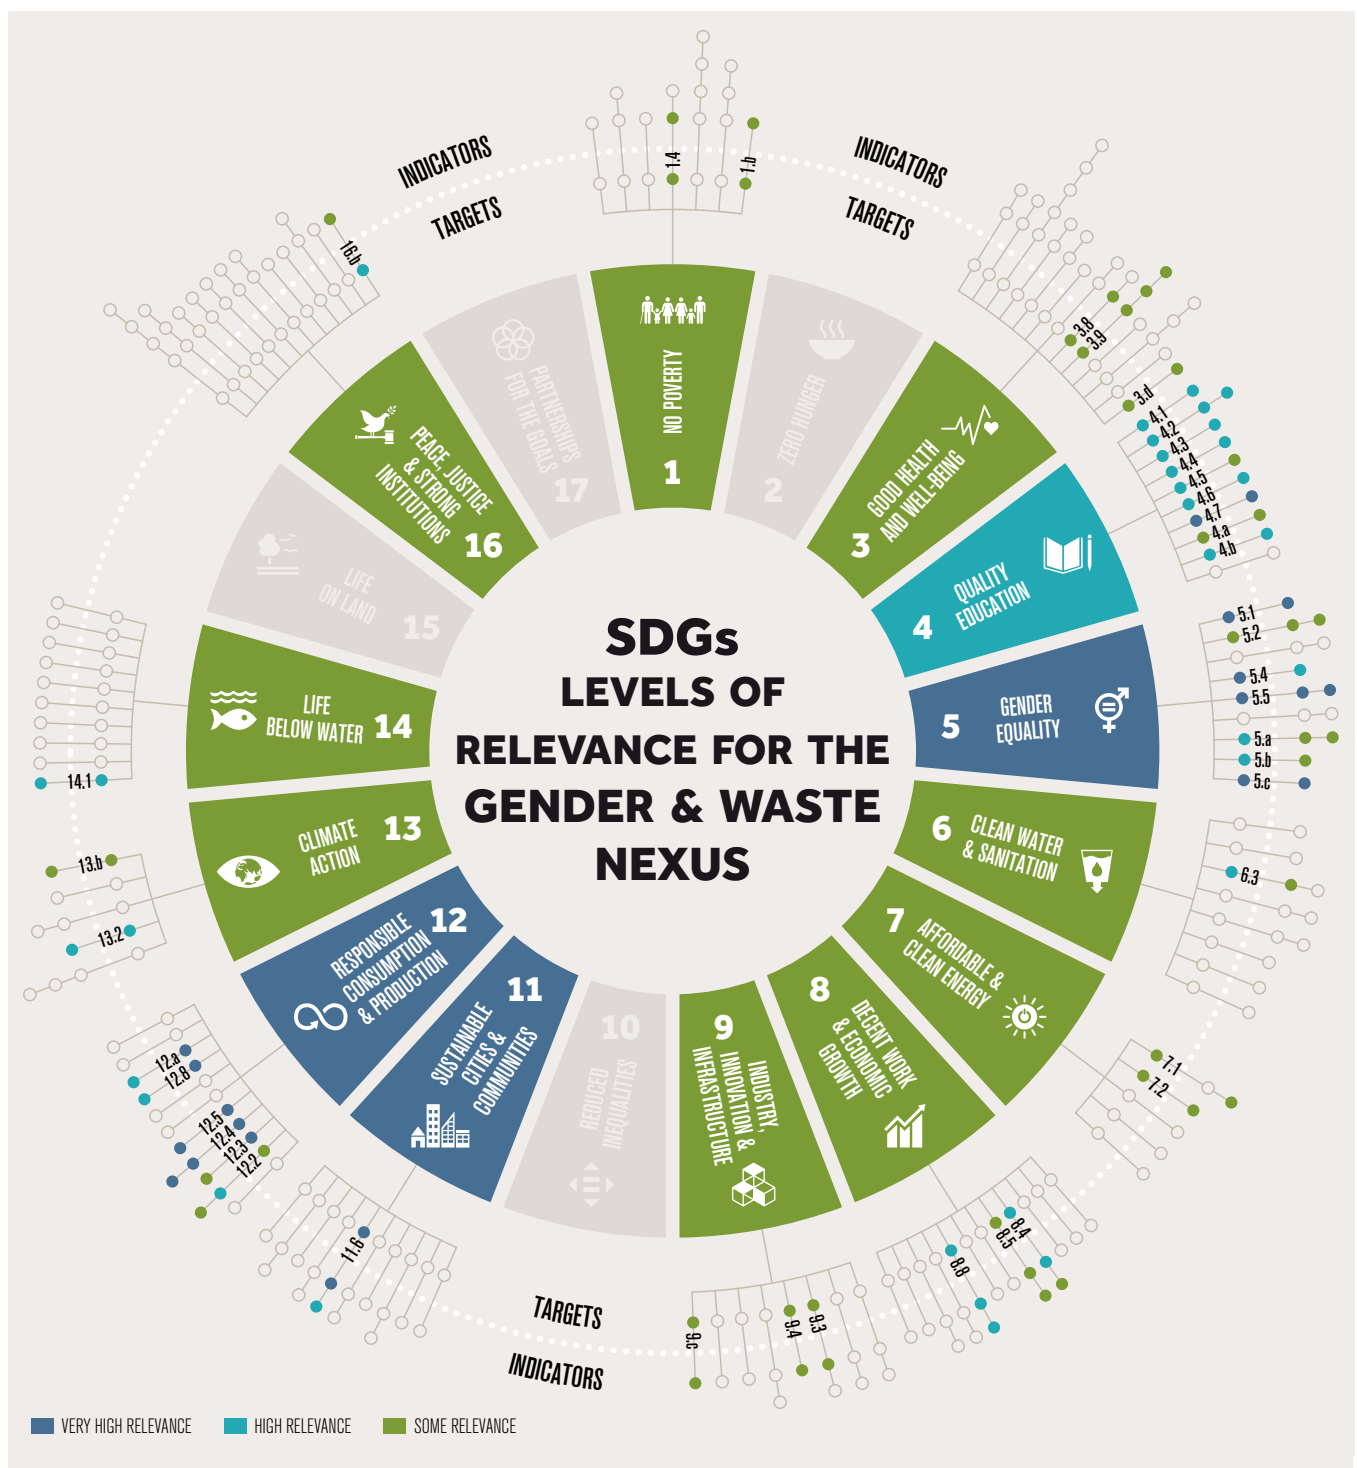 INDICATORS
TARGETS
INDICATORS
TARGETS
SDGs
LEVELS OF
RELEVANCE FOR THE
GENDER & WASTE
NEXUS
1
NO POVERTY
1.4
1.b
2
ZERO HUNGER
3
GOOD HEALTH
AND WELL-BEING
3.8
3.9
3.d
4
QUALITY
EDUCATION
4.1
4.2
4.3
4.4
4.5
4.6
4.7
4.a
4.b
5
GENDER
EQUALITY
5.1
5.2
5.4
5.5
5.a
5.b
5.c
6
CLEAN WATER
& SANITATION
6.3
7
AFFORDABLE &
CLEAN ENERGY
7.1
7.2
8
DECENT WORK
& ECONOMIC
GROWTH
8.4
8.5
8.8
9
INDUSTRY,
INNOVATION &
INFRASTRUCTURE
9.3
9.4
9.c
10
REDUCED
INEQUALITIES
11
SUSTAINABLE
CITIES &
COMMUNITIES
11.6
12
RESPONSIBLE
CONSUMPTION
& PRODUCTION
12.2
12.3
12.4
12.5
12.8
12.a
13
CLIMATE
ACTION
13.2
13.b
14
LIFE
BELOW WATER
14.1
15
LIFE
ON LAND
16
PEACE, JUSTICE
& STRONG
INSTITUTIONS
16.b
17
PARTNERSHIPS
FOR THE GOALS
TARGETS
INDICATORS
VERY HIGH RELEVANCE
HIGH RELEVANCE
SOME RELEVANCE